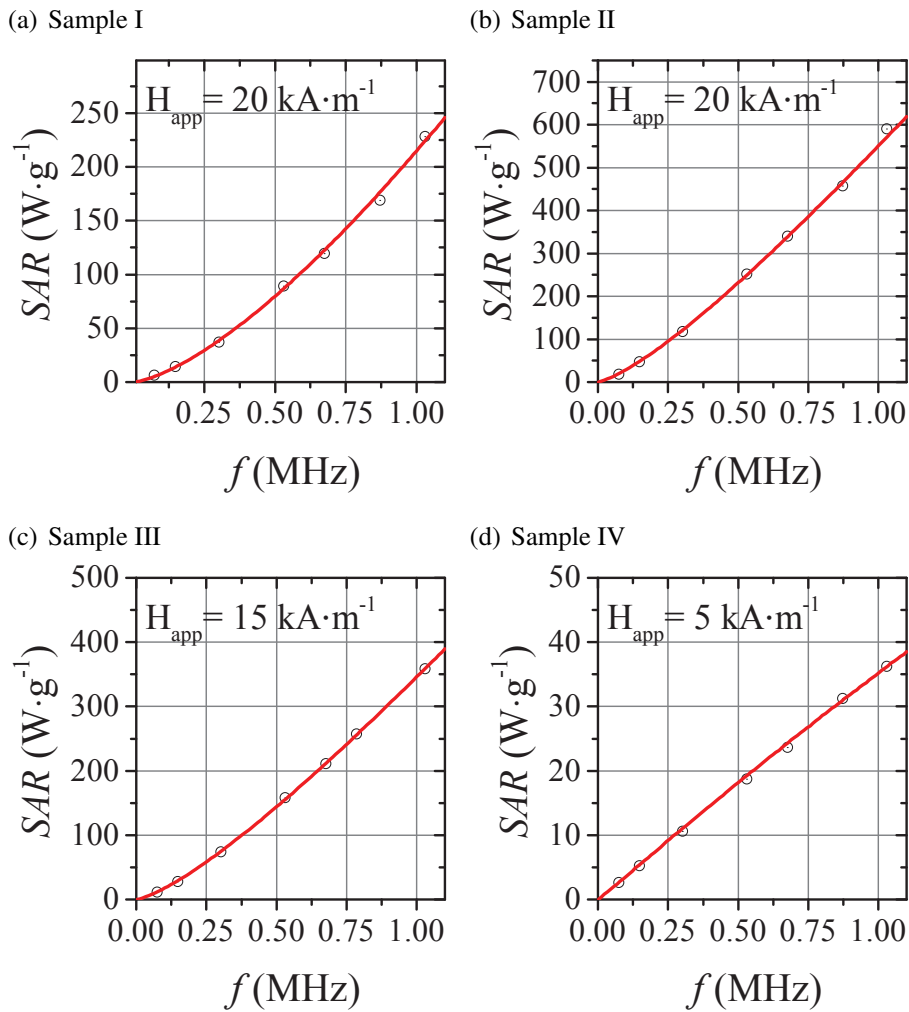 (a) Sample I
H_app = 20 kA·m⁻¹
SAR (W·g⁻¹)
250
200
150
100
50
0
0.25 0.50 0.75 1.00
f (MHz)
(b) Sample II
H_app = 20 kA·m⁻¹
SAR (W·g⁻¹)
700
600
500
400
300
200
100
0
0.00 0.25 0.50 0.75 1.00
f (MHz)
(c) Sample III
H_app = 15 kA·m⁻¹
SAR (W·g⁻¹)
500
400
300
200
100
0
0.00 0.25 0.50 0.75 1.00
f (MHz)
(d) Sample IV
H_app = 5 kA·m⁻¹
SAR (W·g⁻¹)
50
40
30
20
10
0
0.00 0.25 0.50 0.75 1.00
f (MHz)